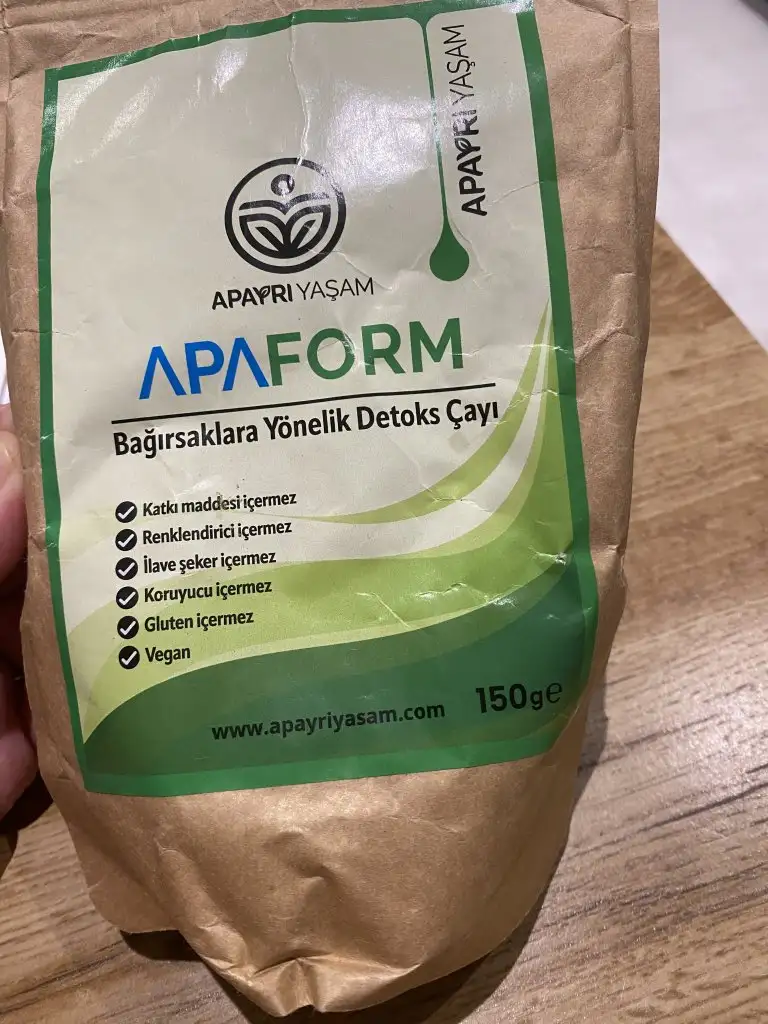 APAYRI YAŞAM
APAYRI YAŞAM
APAFORM
Bağırsaklara Yönelik Detoks Çayı
Katkı maddesi içermez
Renklendirici içermez
İlave şeker içermez
Koruyucu içermez
Gluten içermez
Vegan
www.apayriyasam.com
150g℮